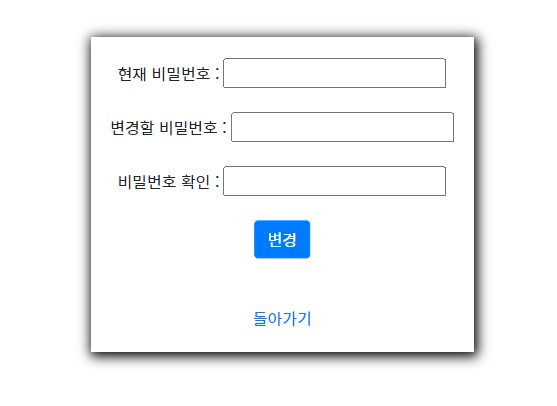 현재 비밀번호 :
변경할 비밀번호 :
비밀번호 확인 :
변경
돌아가기